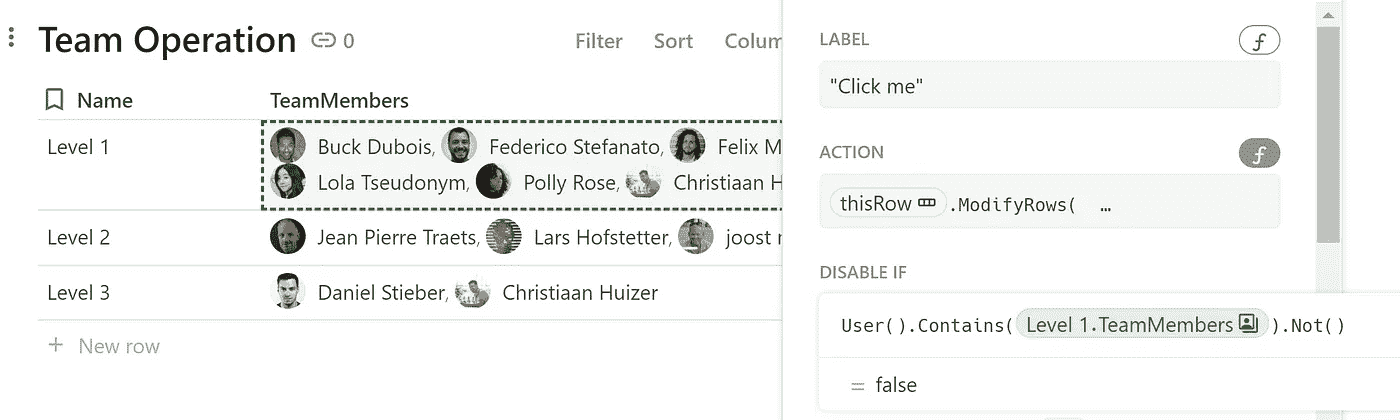 Team Operation 0
Filter Sort Colum
Name TeamMembers
Level 1 Buck Dubois, Federico Stefanato, Felix M
Lola Tseudonym, Polly Rose, Christiaan H
Level 2 Jean Pierre Traets, Lars Hofstetter, joost
Level 3 Daniel Stieber, Christiaan Huizer
+ New row
LABEL f
"Click me"
ACTION f
thisRow .ModifyRows( …
DISABLE IF
User().Contains( Level 1.TeamMembers ).Not()
= false